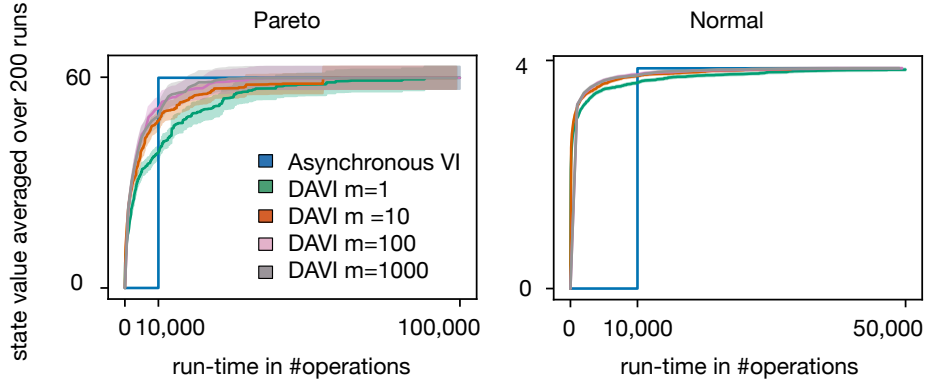 state value averaged over 200 runs
Pareto
60
0
0 10,000 100,000
run-time in #operations
Asynchronous VI
DAVI m=1
DAVI m =10
DAVI m=100
DAVI m=1000
Normal
4
0
0 10,000 50,000
run-time in #operations